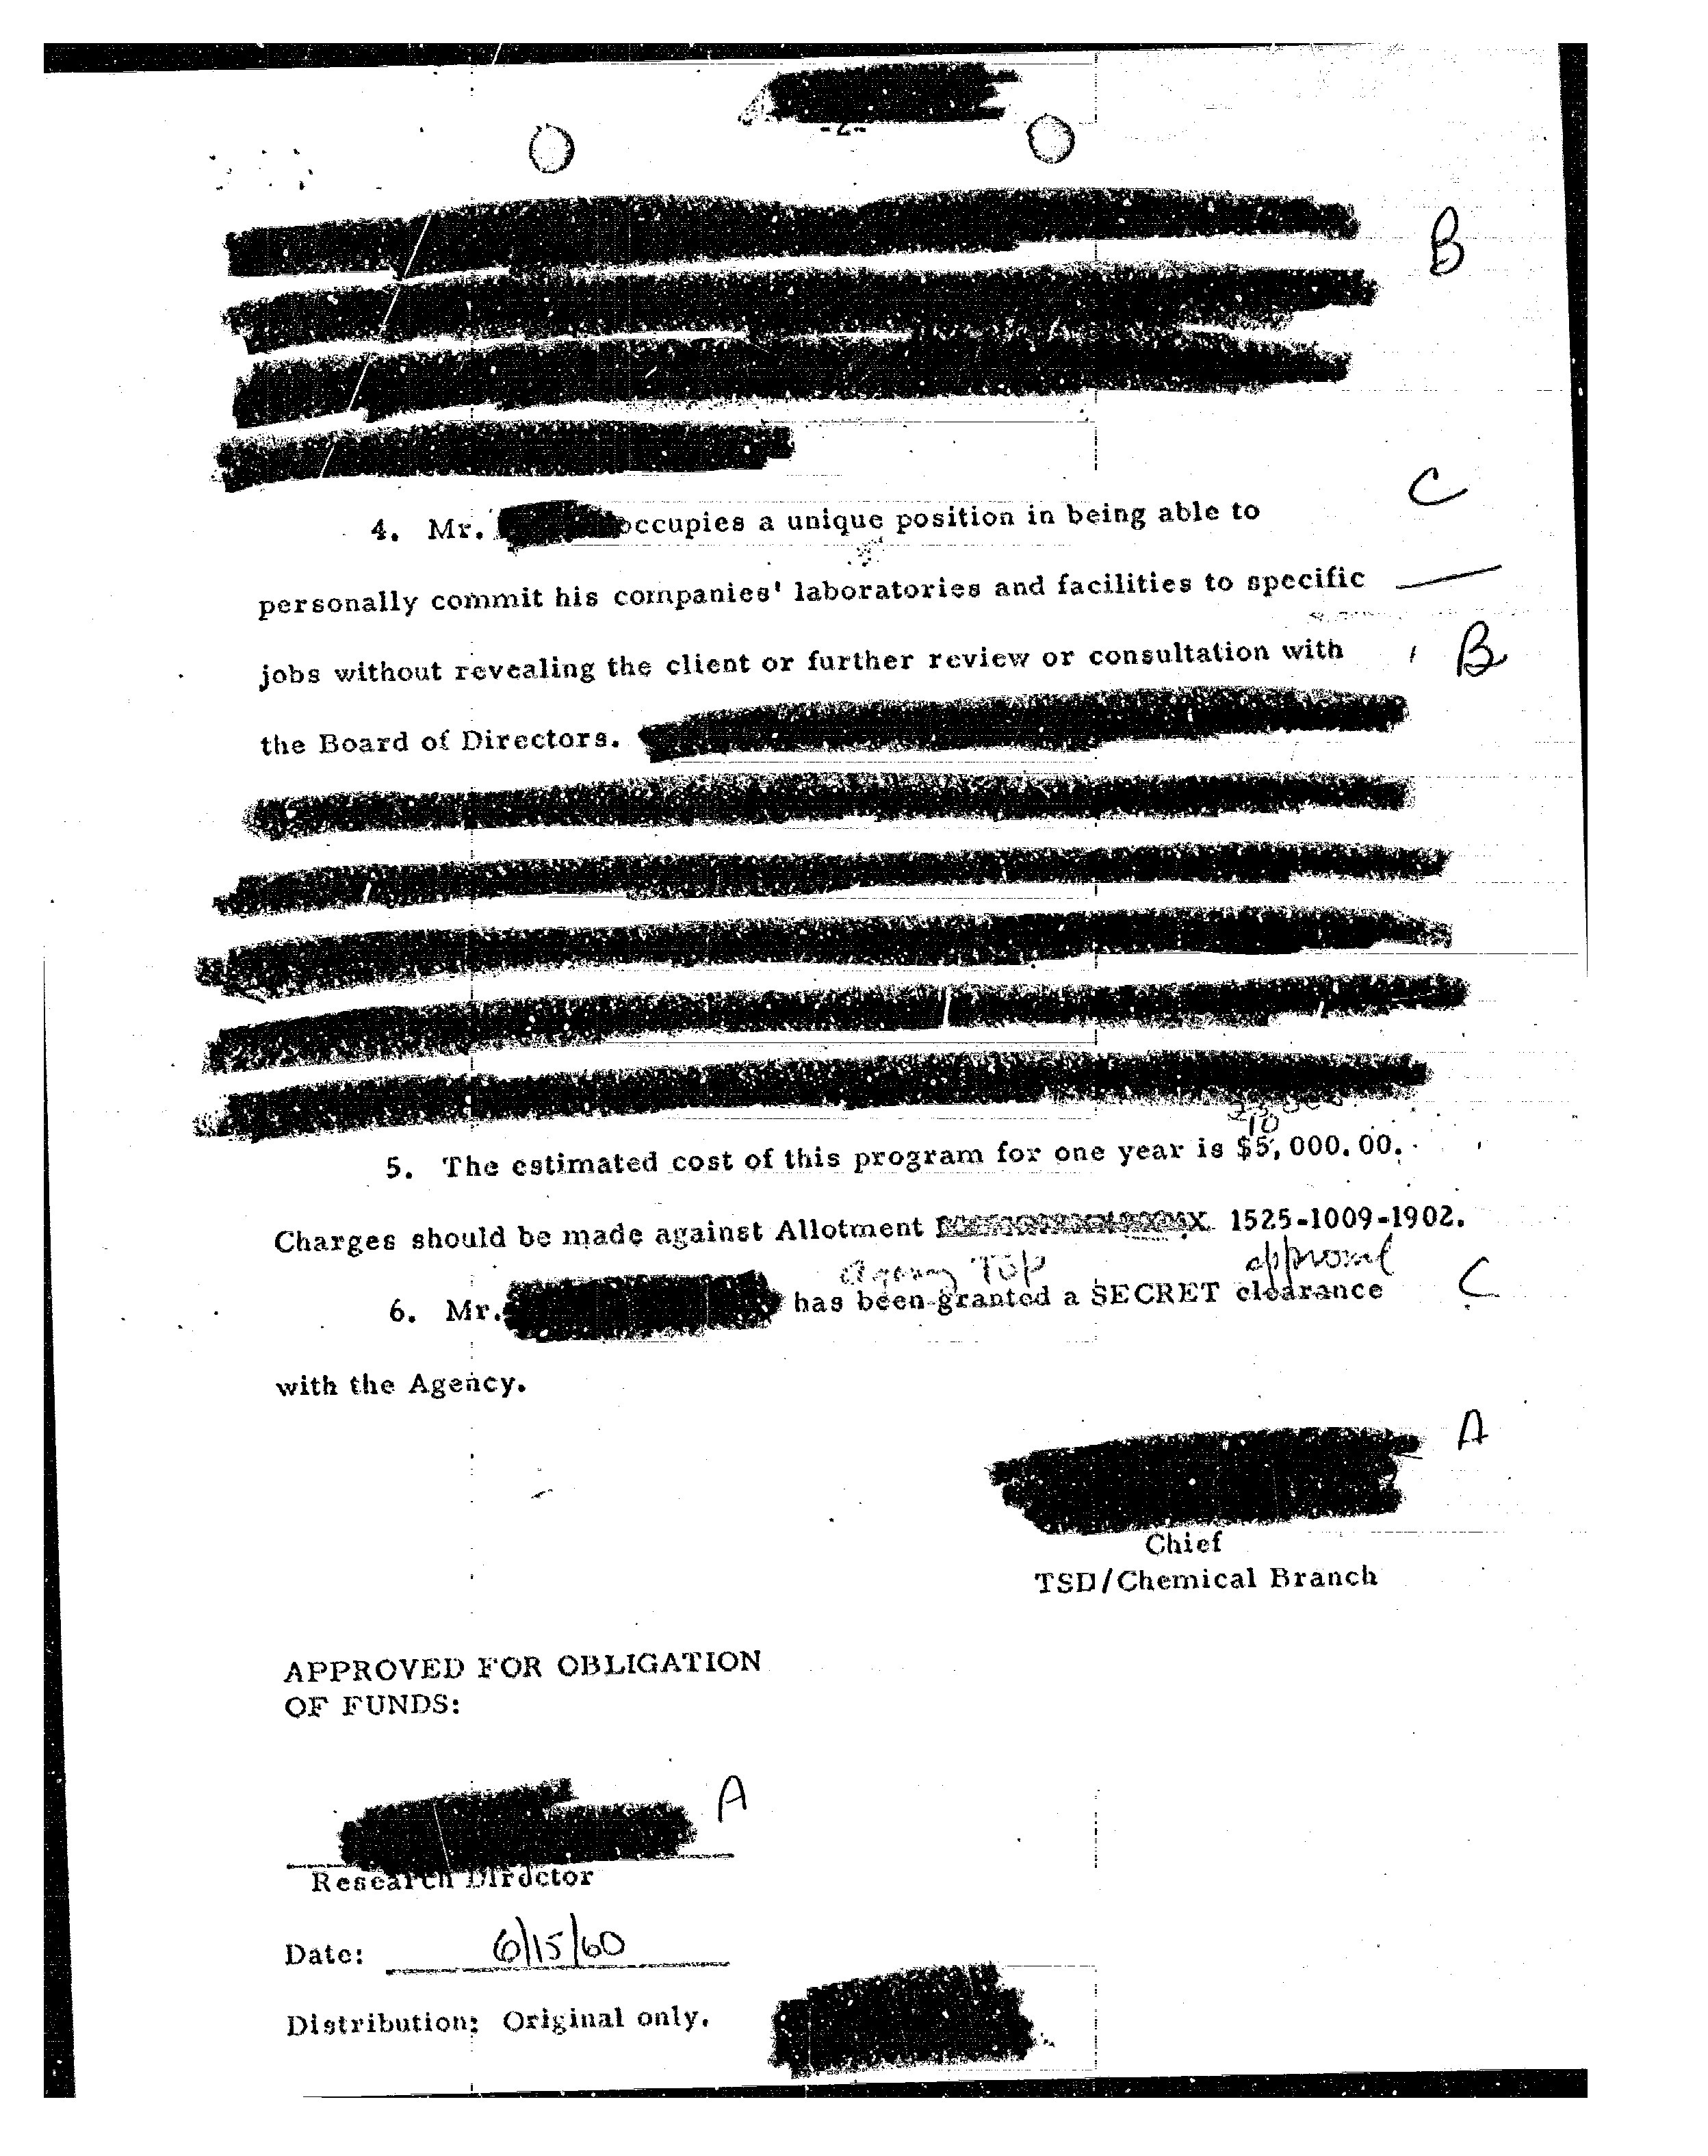 -2-
B
C
4. Mr. occupies a unique position in being able to
personally commit his companies' laboratories and facilities to specific
jobs without revealing the client or further review or consultation with
B
the Board of Directors.
10
5. The estimated cost of this program for one year is $5,000.00.
Charges should be made against Allotment 1525-1009-1902.
Agency TOP approval
6. Mr. has been granted a SECRET clearance
C
with the Agency.
A
Chief
TSD/Chemical Branch
APPROVED FOR OBLIGATION
OF FUNDS:
A
Research Director
Date: 6/15/60
Distribution: Original only.